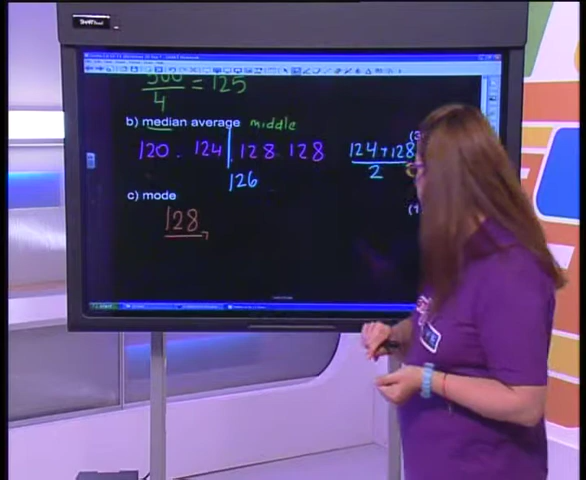 500 = 125
4
b) median average middle
120 . 124 | 128 128
124+128
2
126
c) mode
128